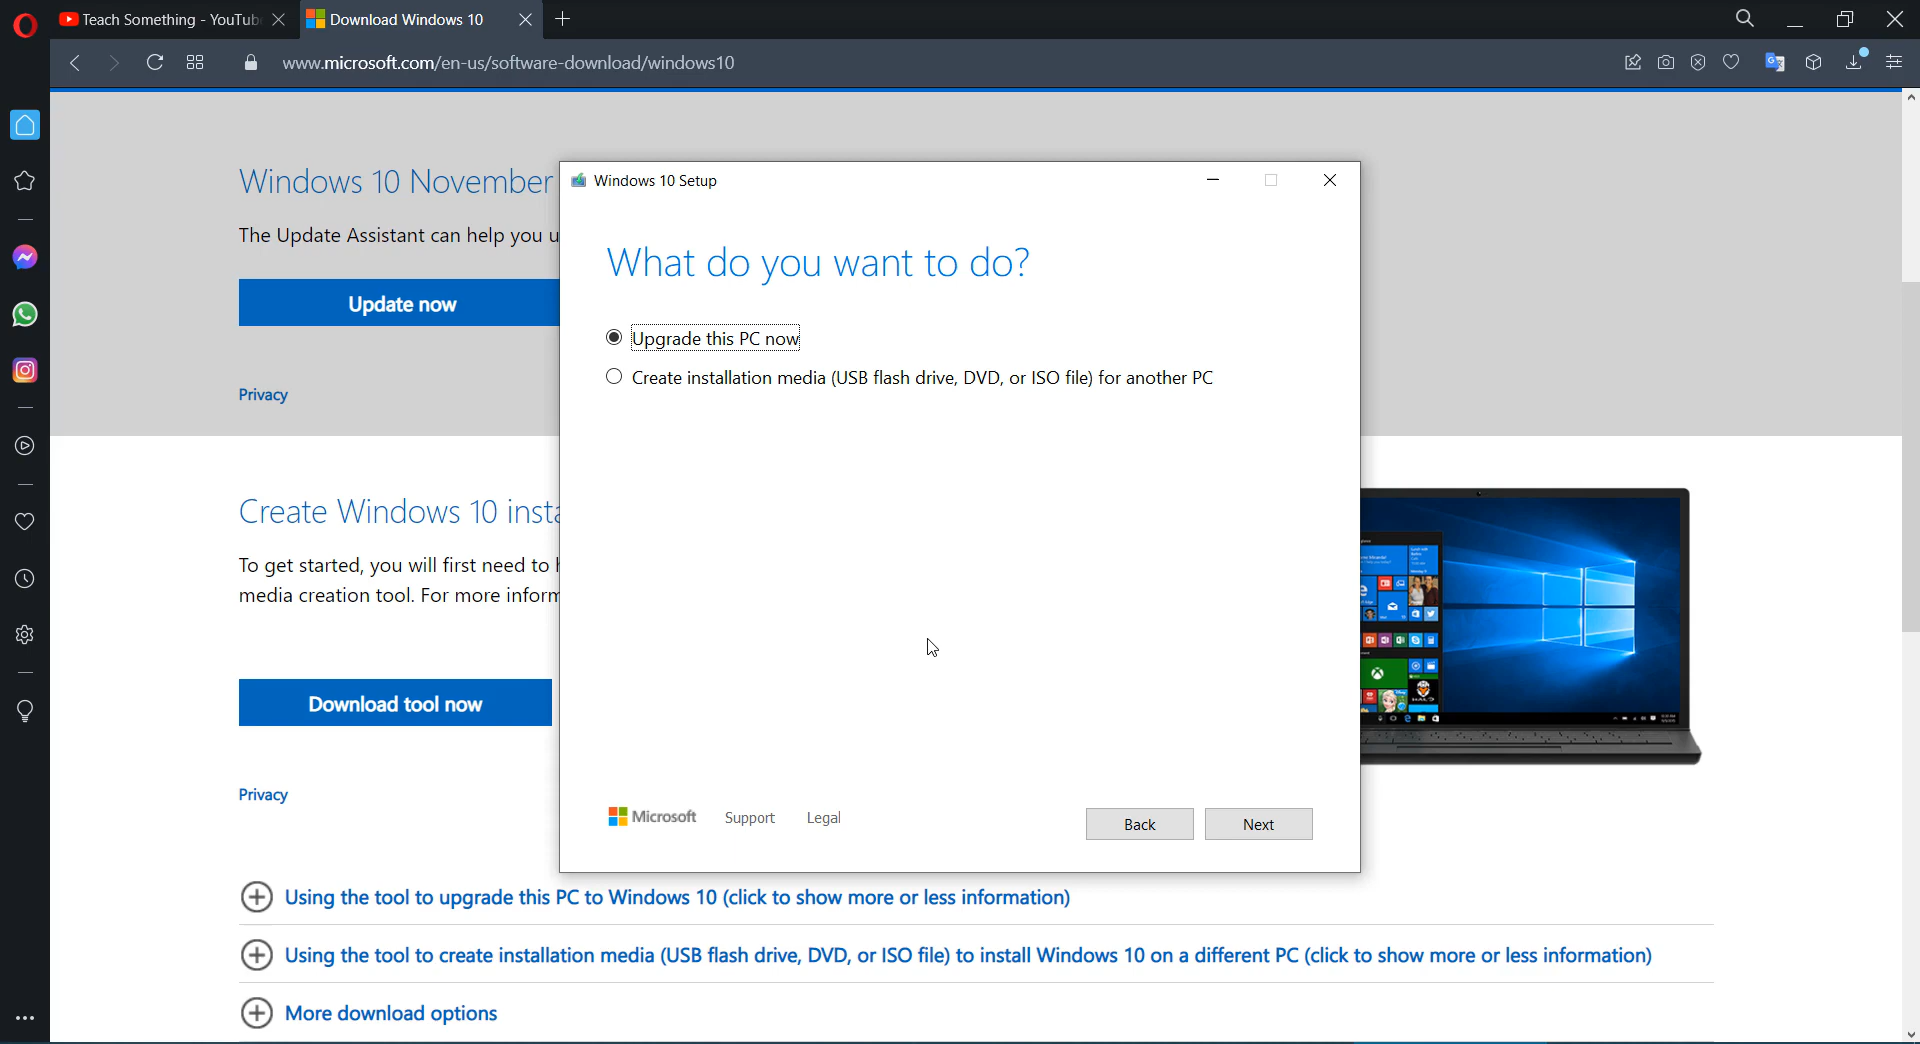 Teach Something - YouTub
Download Windows 10
www.microsoft.com/en-us/software-download/windows10
Windows 10 November
The Update Assistant can help you u
Update now
Privacy
Windows 10 Setup
What do you want to do?
Upgrade this PC now
Create installation media (USB flash drive, DVD, or ISO file) for another PC
Microsoft
Support
Legal
Back
Next
Create Windows 10 insta
To get started, you will first need to h
media creation tool. For more inform
Download tool now
Privacy
Using the tool to upgrade this PC to Windows 10 (click to show more or less information)
Using the tool to create installation media (USB flash drive, DVD, or ISO file) to install Windows 10 on a different PC (click to show more or less information)
More download options